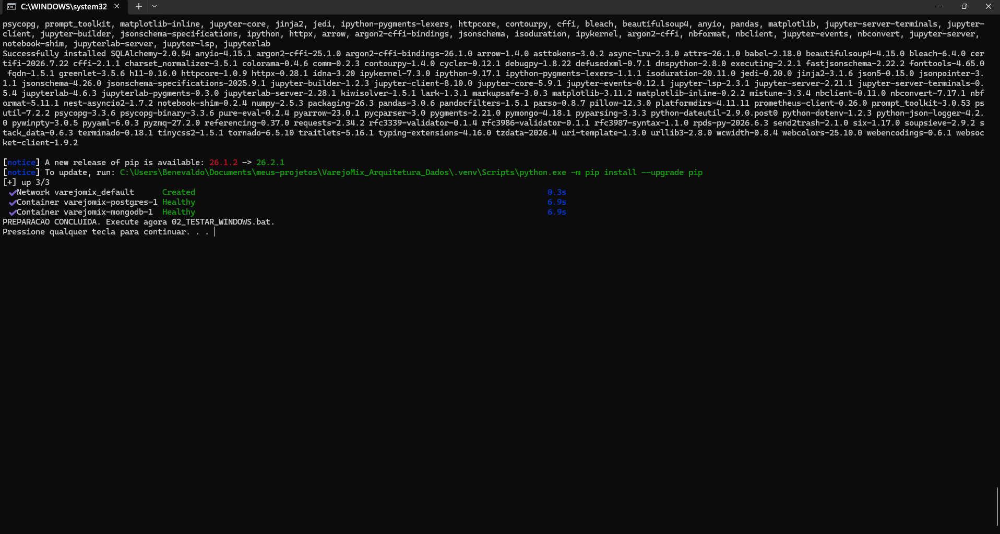 C:\WINDOWS\system32
psycopg, prompt_toolkit, matplotlib-inline, jupyter-core, jinja2, jedi, ipython-pygments-lexers, httpcore, contourpy, cffi, bleach, beautifulsoup4, anyio, pandas, matplotlib, jupyter-server-terminals, jupyter-
client, jupyter-builder, jsonschema-specifications, ipython, httpx, arrow, argon2-cffi-bindings, jsonschema, isoduration, ipykernel, argon2-cffi, nbformat, nbclient, jupyter-events, nbconvert, jupyter-server,
notebook-shim, jupyterlab-server, jupyter-lsp, jupyterlab
Successfully installed SQLAlchemy-2.0.54 anyio-4.15.1 argon2-cffi-25.1.0 argon2-cffi-bindings-26.1.0 arrow-1.4.0 asttokens-3.0.2 async-lru-2.3.0 attrs-26.1.0 babel-2.18.0 beautifulsoup4-4.15.0 bleach-6.4.0 cer
tifi-2026.7.22 cffi-2.1.1 charset_normalizer-3.5.1 colorama-0.4.6 comm-0.2.3 contourpy-1.4.0 cycler-0.12.1 debugpy-1.8.22 defusedxml-0.7.1 dnspython-2.8.0 executing-2.2.1 fastjsonschema-2.22.2 fonttools-4.65.0
fqdn-1.5.1 greenlet-3.5.6 h11-0.16.0 httpcore-1.0.9 httpx-0.28.1 idna-3.20 ipykernel-7.3.0 ipython-9.17.1 ipython-pygments-lexers-1.1.1 isoduration-20.11.0 jedi-0.20.0 jinja2-3.1.6 json5-0.15.0 jsonpointer-3.
1.1 jsonschema-4.26.0 jsonschema-specifications-2025.9.1 jupyter-builder-1.2.3 jupyter-client-8.10.0 jupyter-core-5.9.1 jupyter-events-0.12.1 jupyter-lsp-2.3.1 jupyter-server-2.21.1 jupyter-server-terminals-0.
5.4 jupyterlab-4.6.3 jupyterlab-pygments-0.3.0 jupyterlab-server-2.28.1 kiwisolver-1.5.1 lark-1.3.1 markupsafe-3.0.3 matplotlib-3.11.2 matplotlib-inline-0.2.2 mistune-3.3.4 nbclient-0.11.0 nbconvert-7.17.1 nbf
ormat-5.11.1 nest-asyncio2-1.7.2 notebook-shim-0.2.4 numpy-2.5.3 packaging-26.3 pandas-3.0.6 pandocfilters-1.5.1 parso-0.8.7 pillow-12.3.0 platformdirs-4.11.11 prometheus-client-0.26.0 prompt_toolkit-3.0.53 ps
util-7.2.2 psycopg-3.3.6 psycopg-binary-3.3.6 pure-eval-0.2.4 pyarrow-23.0.1 pycparser-3.0 pygments-2.21.0 pymongo-4.18.1 pyparsing-3.3.3 python-dateutil-2.9.0.post0 python-dotenv-1.2.3 python-json-logger-4.2.
0 pywinpty-3.0.5 pyyaml-6.0.3 pyzmq-27.2.0 referencing-0.37.0 requests-2.34.2 rfc3339-validator-0.1.4 rfc3986-validator-0.1.1 rfc3987-syntax-1.1.0 rpds-py-2026.6.3 send2trash-2.1.0 six-1.17.0 soupsieve-2.9.2 s
tack_data-0.6.3 terminado-0.18.1 tinycss2-1.5.1 tornado-6.5.10 traitlets-5.16.1 typing-extensions-4.16.0 tzdata-2026.4 uri-template-1.3.0 urllib3-2.8.0 wcwidth-0.8.4 webcolors-25.10.0 webencodings-0.6.1 websoc
ket-client-1.9.2
[notice] A new release of pip is available: 26.1.2 -> 26.2.1
[notice] To update, run: C:\Users\Benevaldo\Documents\meus-projetos\VarejoMix_Arquitetura_Dados\.venv\Scripts\python.exe -m pip install --upgrade pip
[+] up 3/3
✔Network varejomix_default Created 0.3s
✔Container varejomix-postgres-1 Healthy 6.9s
✔Container varejomix-mongodb-1 Healthy 6.9s
PREPARACAO CONCLUIDA. Execute agora 02_TESTAR_WINDOWS.bat.
Pressione qualquer tecla para continuar. . .